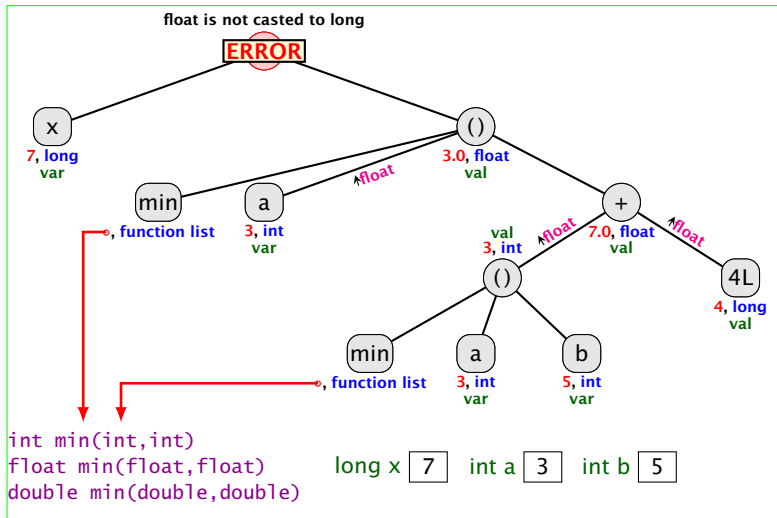 float is not casted to long
ERROR
x
()
7, long
var
3.0, float
val
↗float
min
a
+
, function list
3, int
var
val
3, int
↗float
7.0, float
val
↗float
()
4L
4, long
val
min
a
b
, function list
3, int
var
5, int
var
int min(int,int)
float min(float,float)
double min(double,double)
long x 7 int a 3 int b 5